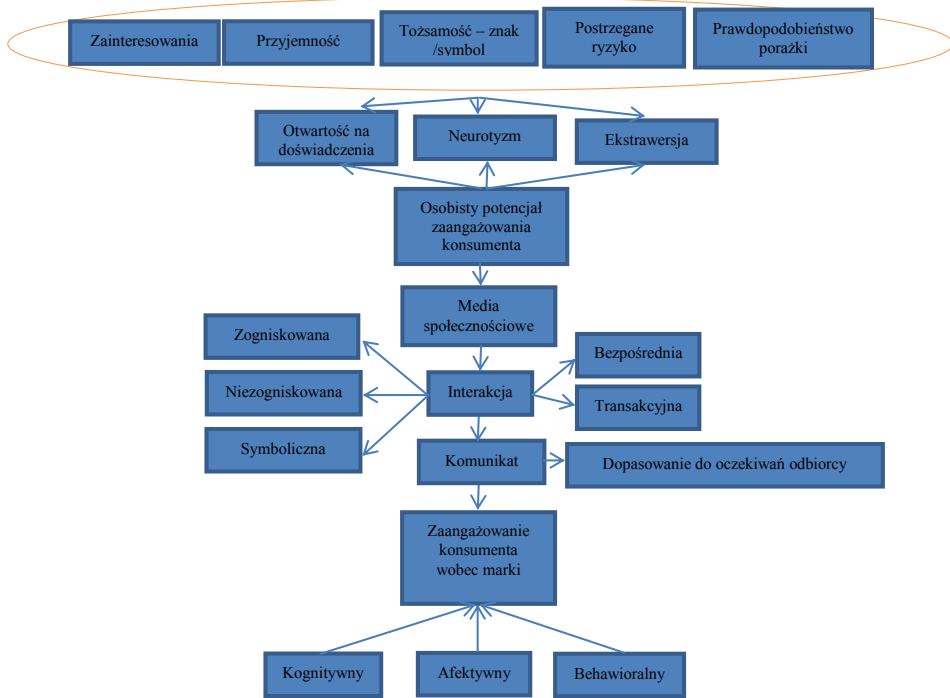 Zainteresowania
Przyjemność
Tożsamość – znak
/symbol
Postrzegane
ryzyko
Prawdopodobieństwo
porażki
Otwartość na
doświadczenia
Neurotyzm
Ekstrawersja
Osobisty potencjał
zaangażowania
konsumenta
Media
społecznościowe
Zogniskowana
Niezogniskowana
Symboliczna
Interakcja
Bezpośrednia
Transakcyjna
Komunikat
Dopasowanie do oczekiwań odbiorcy
Zaangażowanie
konsumenta
wobec marki
Kognitywny
Afektywny
Behawioralny